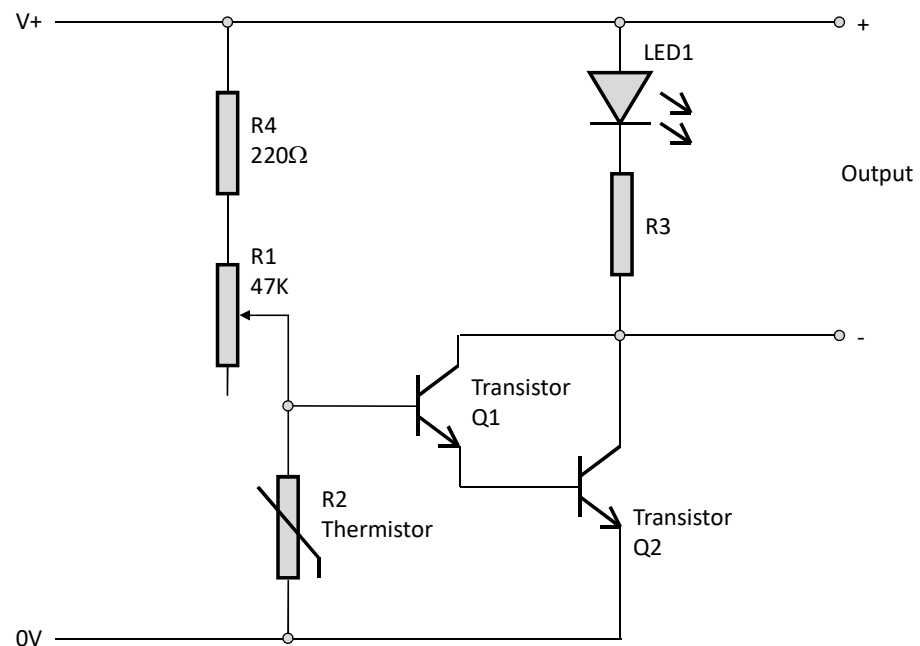 V+
+
LED1
R4
220Ω
Output
R3
R1
47K
-
Transistor
Q1
R2
Thermistor
Transistor
Q2
0V